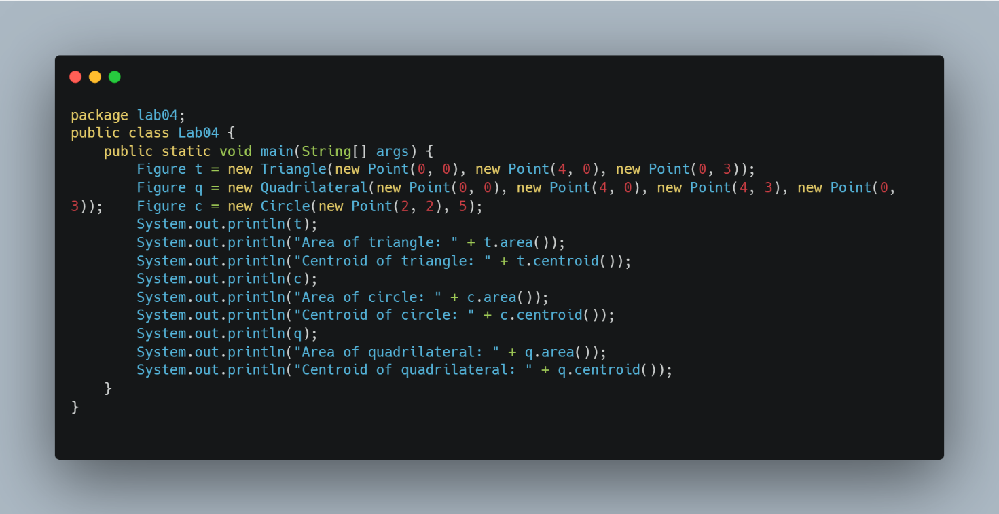 package lab04;
public class Lab04 {
    public static void main(String[] args) {
        Figure t = new Triangle(new Point(0, 0), new Point(4, 0), new Point(0, 3));
        Figure q = new Quadrilateral(new Point(0, 0), new Point(4, 0), new Point(4, 3), new Point(0,
3));    Figure c = new Circle(new Point(2, 2), 5);
        System.out.println(t);
        System.out.println("Area of triangle: " + t.area());
        System.out.println("Centroid of triangle: " + t.centroid());
        System.out.println(c);
        System.out.println("Area of circle: " + c.area());
        System.out.println("Centroid of circle: " + c.centroid());
        System.out.println(q);
        System.out.println("Area of quadrilateral: " + q.area());
        System.out.println("Centroid of quadrilateral: " + q.centroid());
    }
}